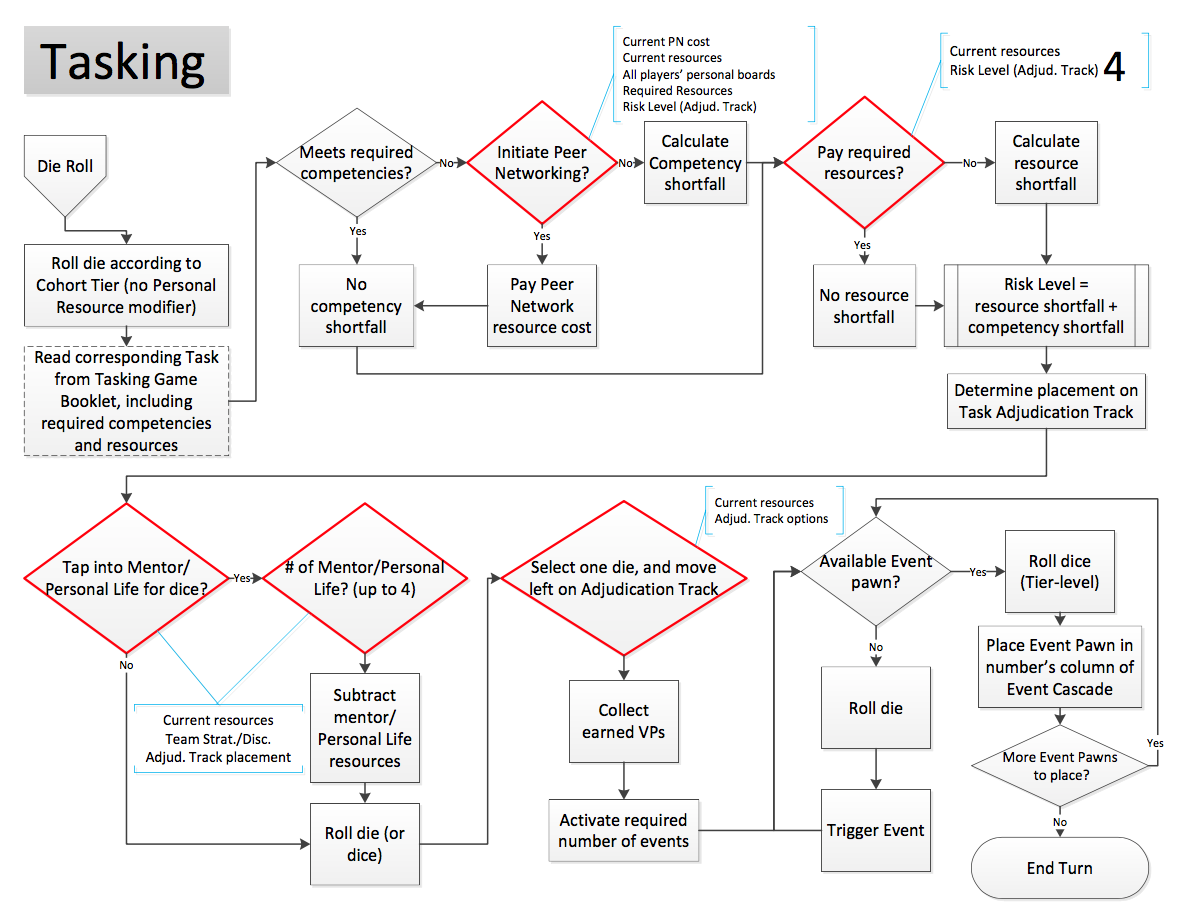 Tasking
Current PN cost
Current resources
All players' personal boards
Required Resources
Risk Level (Adjud. Track)
Current resources
Risk Level (Adjud. Track)
4
Die Roll
Meets required
competencies?
No
Initiate Peer
Networking?
No
Calculate
Competency
shortfall
Pay required
resources?
No
Calculate
resource
shortfall
Yes
Yes
Yes
Roll die according to
Cohort Tier (no Personal
Resource modifier)
No
competency
shortfall
Pay Peer
Network
resource cost
No resource
shortfall
Risk Level =
resource shortfall +
competency shortfall
Read corresponding Task
from Tasking Game
Booklet, including
required competencies
and resources
Determine placement on
Task Adjudication Track
Tap into Mentor/
Personal Life for dice?
Yes
# of Mentor/Personal
Life? (up to 4)
Select one die, and move
left on Adjudication Track
Current resources
Adjud. Track options
Available Event
pawn?
Yes
Roll dice
(Tier-level)
No
No
Current resources
Team Strat./Disc.
Adjud. Track placement
Subtract
mentor/
Personal Life
resources
Collect
earned VPs
Roll die
Place Event Pawn in
number's column of
Event Cascade
Yes
More Event Pawns
to place?
No
Roll die (or
dice)
Activate required
number of events
Trigger Event
End Turn